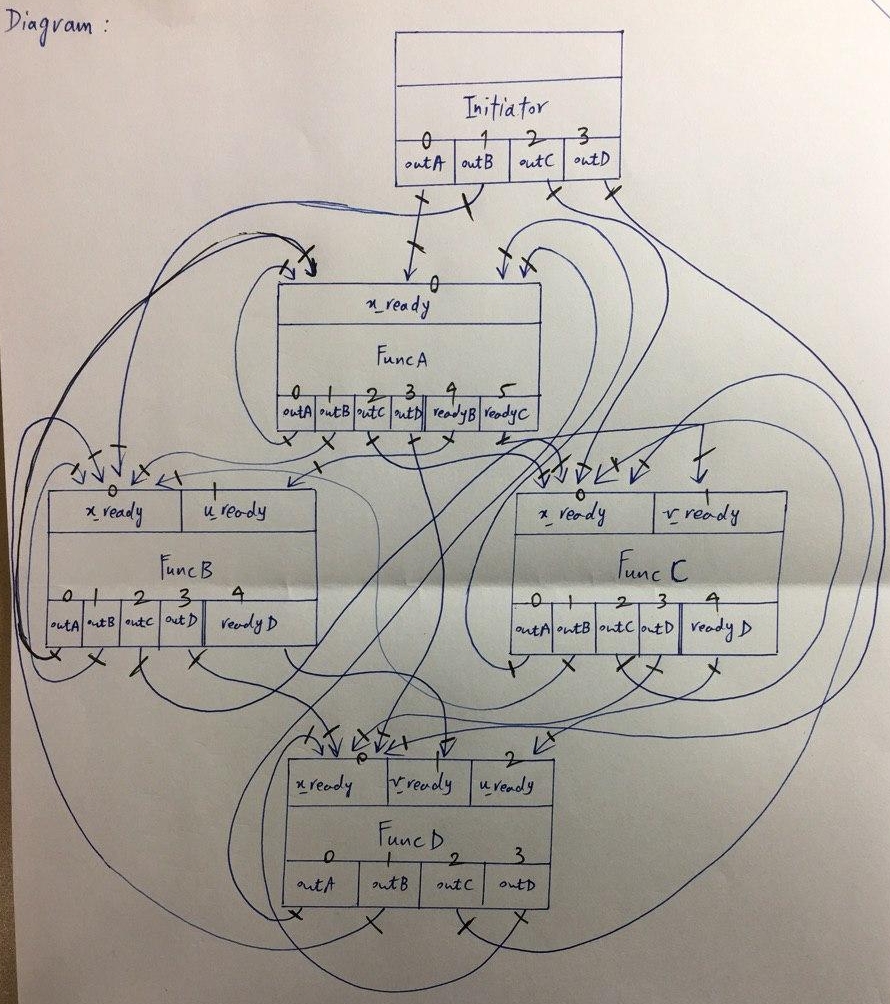 Diagram :
Initiator
0 1 2 3
outA outB outC outD
0
x_ready
FuncA
0 1 2 3 4 5
outA outB outC outD readyB readyC
0 1
x_ready u_ready
FuncB
0 1 2 3 4
outA outB outC outD readyD
0 1
x_ready v_ready
FuncC
0 1 2 3 4
outA outB outC outD readyD
0 1 2
x_ready v_ready u_ready
FuncD
0 1 2 3
outA outB outC outD